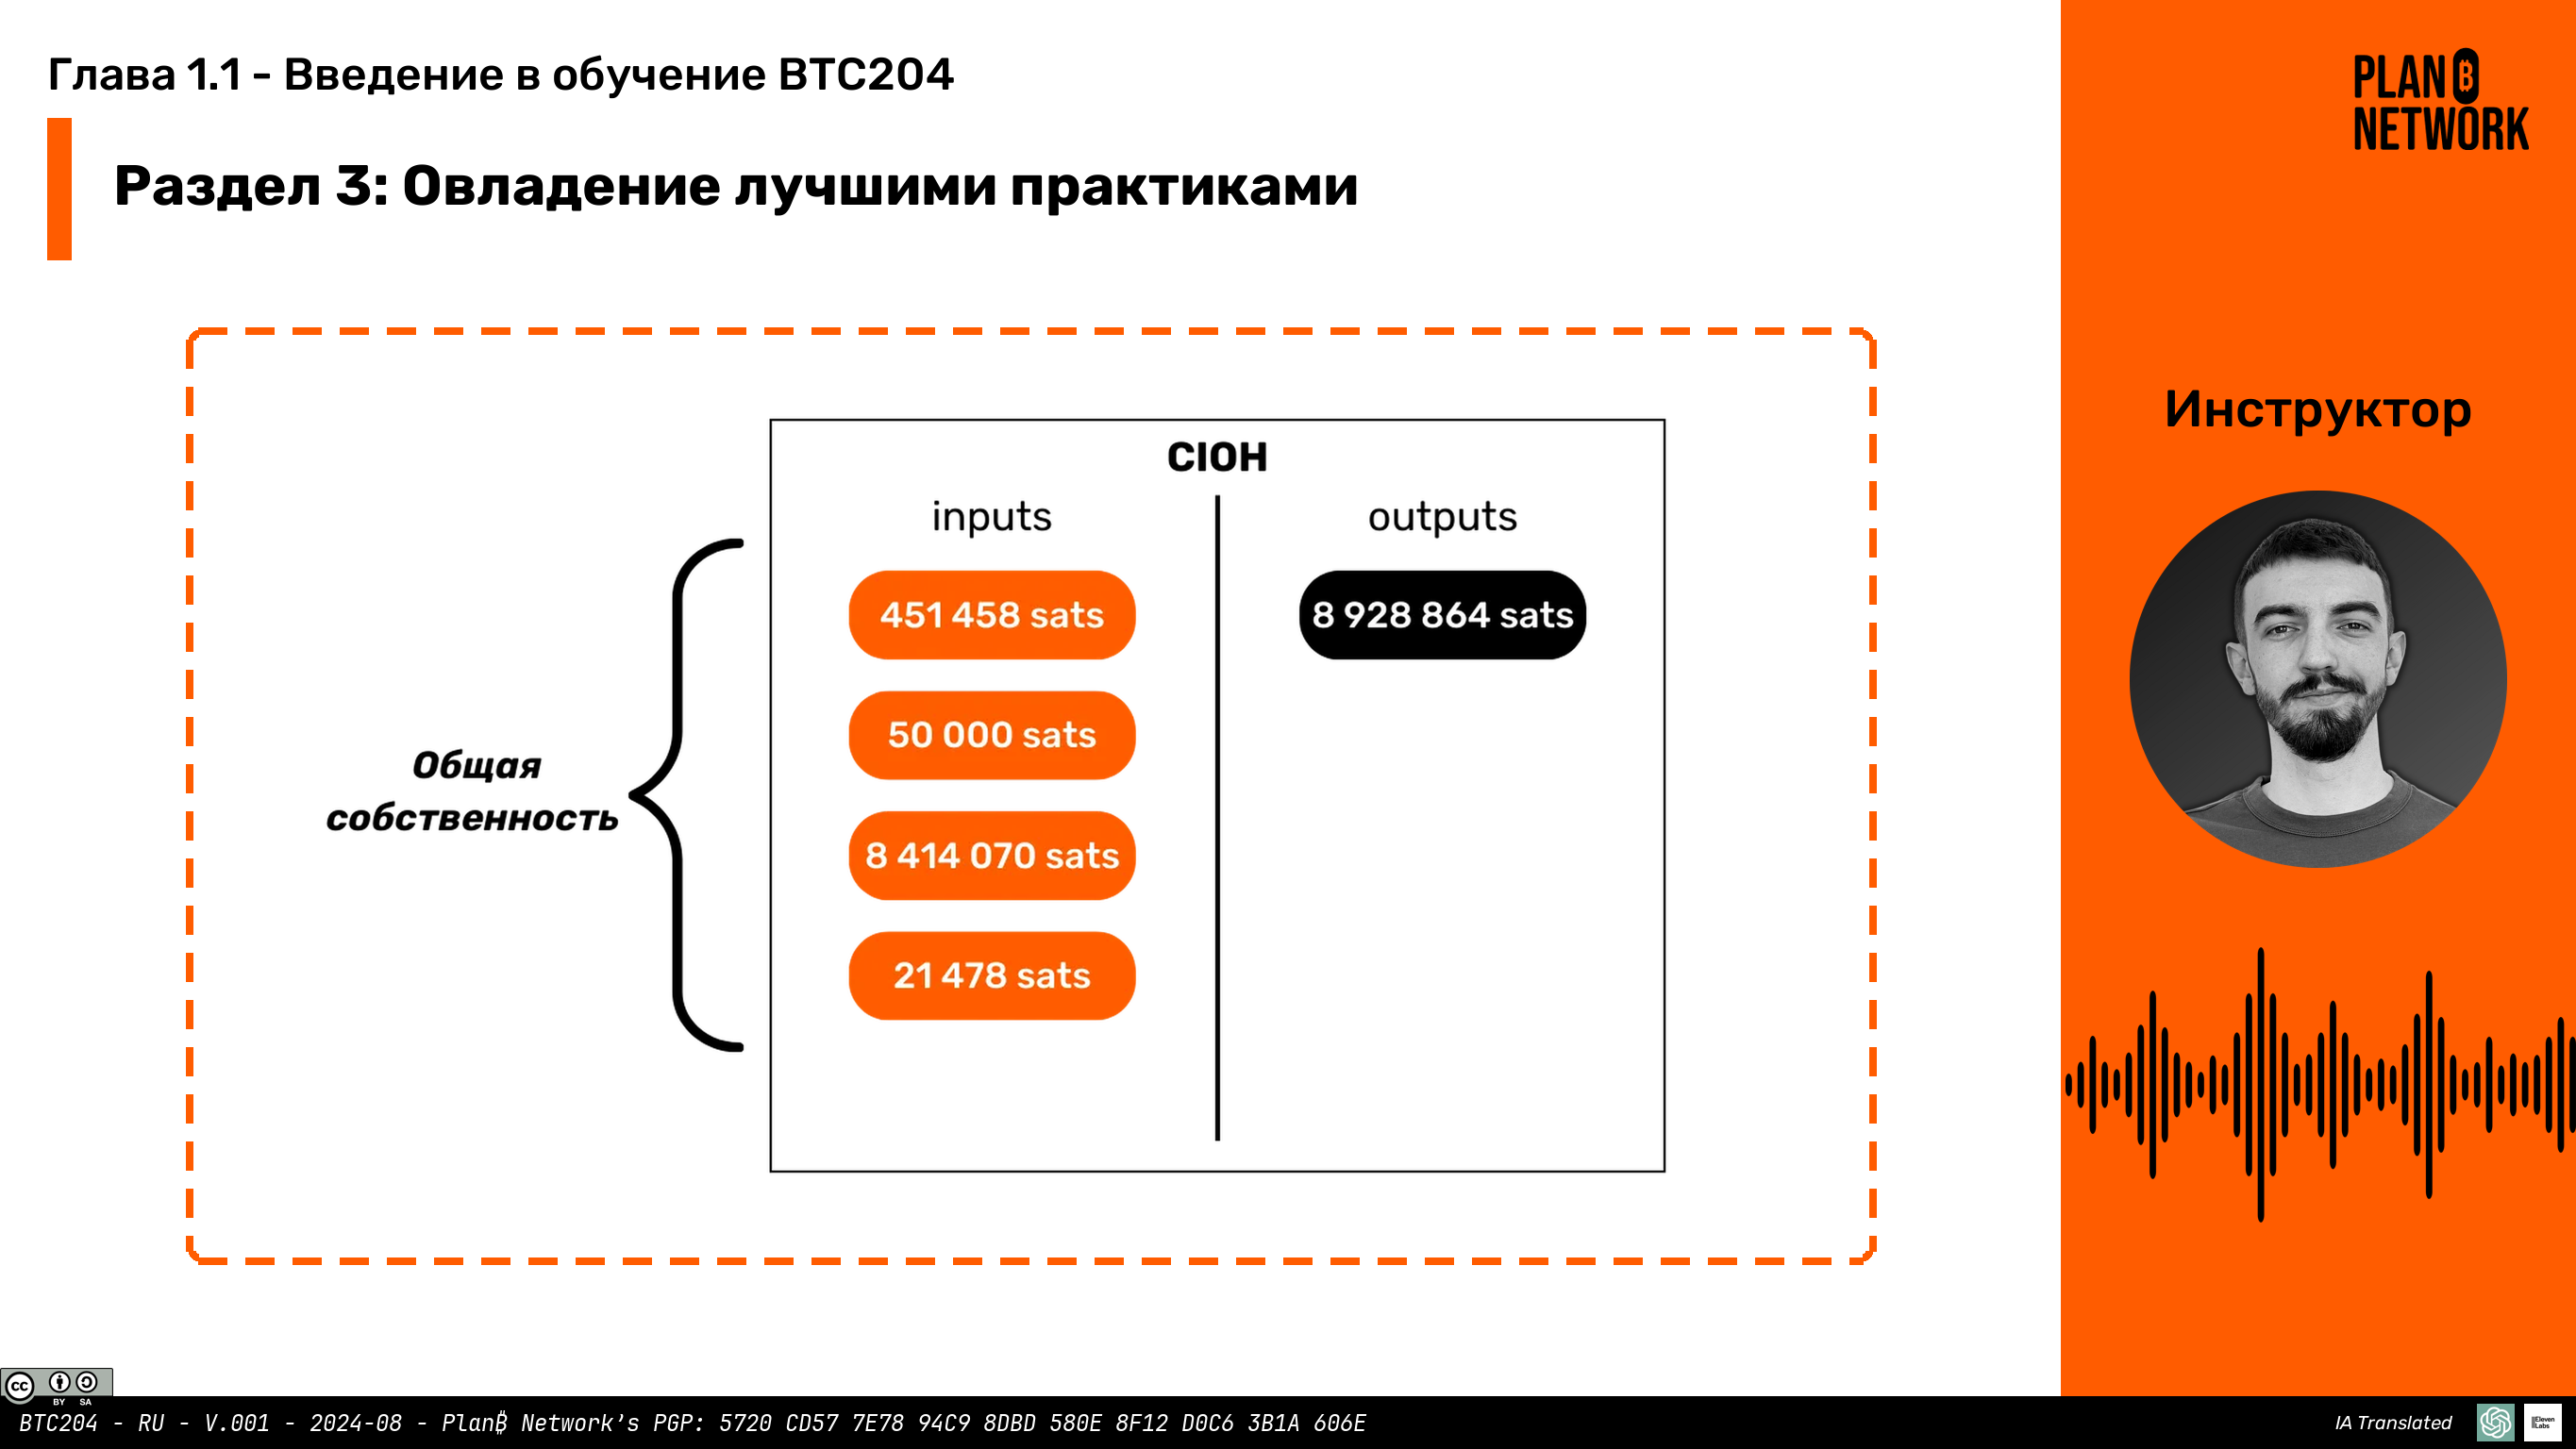 Глава 1.1 - Введение в обучение BTC204
Раздел 3: Овладение лучшими практиками
PLAN ₿
NETWORK
Инструктор
CIOH
inputs
outputs
451 458 sats
8 928 864 sats
50 000 sats
Общая
собственность
8 414 070 sats
21 478 sats
cc
BY SA
BTC204 - RU - V.001 - 2024-08 - Plan₿ Network's PGP: 5720 CD57 7E78 94C9 8DBD 580E 8F12 D0C6 3B1A 606E
IA Translated
ElevenLabs